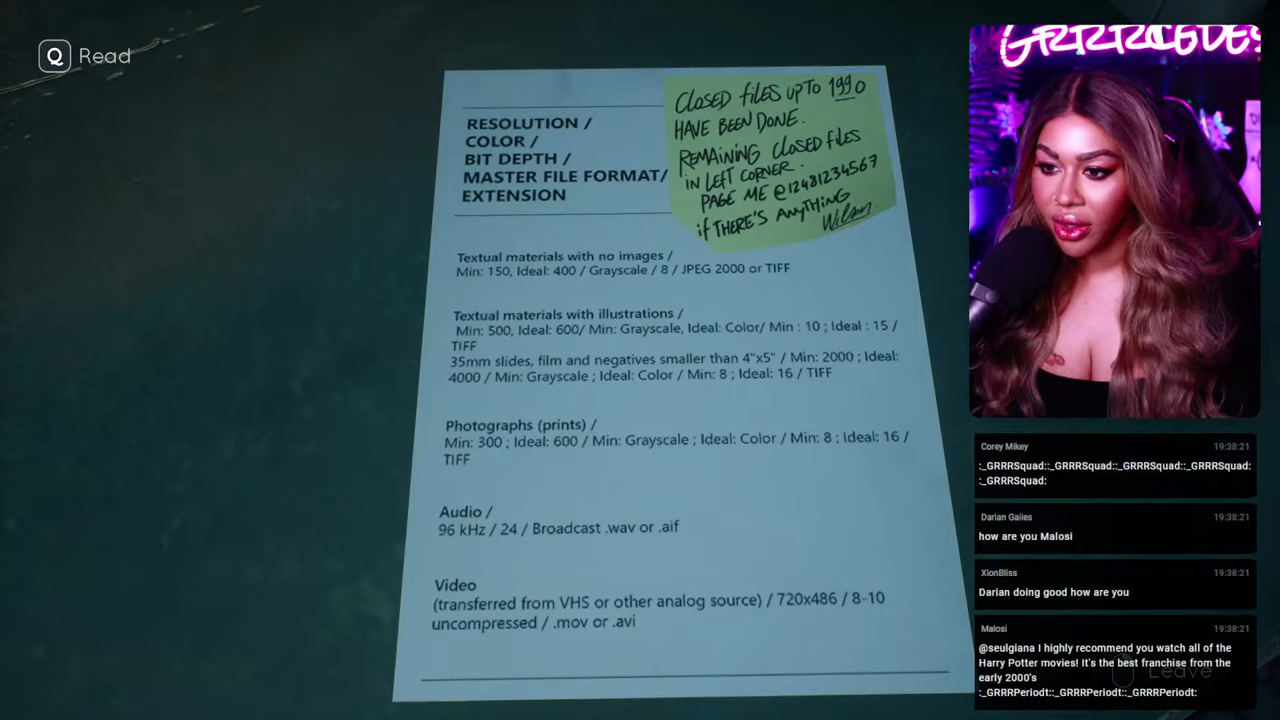 Q Read
RESOLUTION /
COLOR /
BIT DEPTH /
MASTER FILE FORMAT/
EXTENSION
CLOSED files up to 1990
HAVE BEEN DONE.
REMAINING CLOSED FILES
in LEFT CORNER.
PAGE ME @12481234567
if THERE'S ANYTHING
Wilson.
Textual materials with no images /
Min: 150, Ideal: 400 / Grayscale / 8 / JPEG 2000 or TIFF
Textual materials with illustrations /
Min: 500, Ideal: 600/ Min: Grayscale, Ideal: Color/ Min : 10 ; Ideal : 15 /
TIFF
35mm slides, film and negatives smaller than 4"x5" / Min: 2000 ; Ideal:
4000 / Min: Grayscale ; Ideal: Color / Min: 8 ; Ideal: 16 / TIFF
Photographs (prints) /
Min: 300 ; Ideal: 600 / Min: Grayscale ; Ideal: Color / Min: 8 ; Ideal: 16 /
TIFF
Audio /
96 kHz / 24 / Broadcast .wav or .aif
Video
(transferred from VHS or other analog source) / 720x486 / 8-10
uncompressed / .mov or .avi
GRRRCEDES
Corey Mikey 19:38:21
:_GRRRSquad::_GRRRSquad::_GRRRSquad::_GRRRSquad:
:_GRRRSquad:
Darian Gailes 19:38:21
how are you Malosi
XionBliss 19:38:21
Darian doing good how are you
Malosi 19:38:21
@seulgiana I highly recommend you watch all of the
Harry Potter movies! It's the best franchise from the
early 2000's
:_GRRRPeriodt::_GRRRPeriodt::_GRRRPeriodt:
Leave